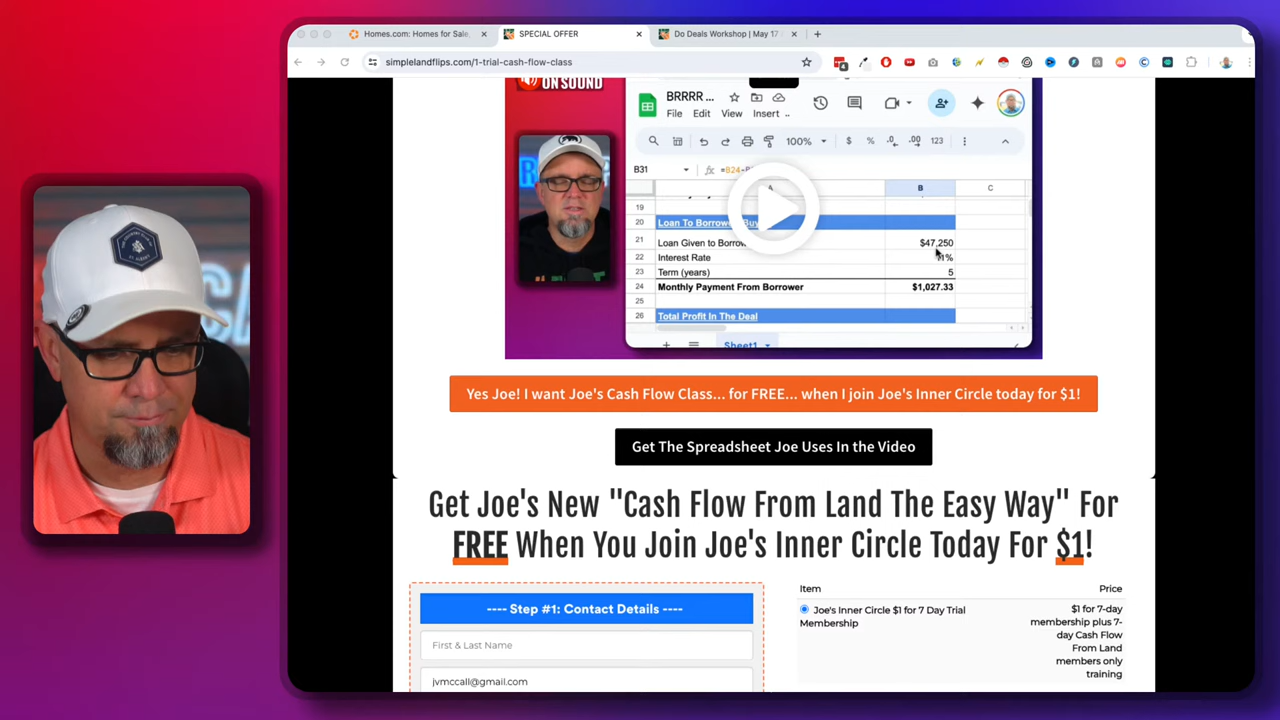 Homes.com: Homes for Sale,
SPECIAL OFFER
Do Deals Workshop | May 17
simplelandflips.com/1-trial-cash-flow-class
ON SOUND
BRRRR ...
File Edit View Insert ..
100% $ % .0 .00 123
B31 fx =B24-B
A B C
19
20 Loan To Borrow
21 Loan Given to Borrow $47,250
22 Interest Rate 11%
23 Term (years) 5
24 Monthly Payment From Borrower $1,027.33
25
26 Total Profit In The Deal
Sheet1
Yes Joe! I want Joe's Cash Flow Class... for FREE... when I join Joe's Inner Circle today for $1!
Get The Spreadsheet Joe Uses In the Video
Get Joe's New "Cash Flow From Land The Easy Way" For
FREE When You Join Joe's Inner Circle Today For $1!
---- Step #1: Contact Details ----
First & Last Name
jvmccall@gmail.com
Item Price
Joe's Inner Circle $1 for 7 Day Trial
Membership
$1 for 7-day
membership plus 7-
day Cash Flow
From Land
members only
training